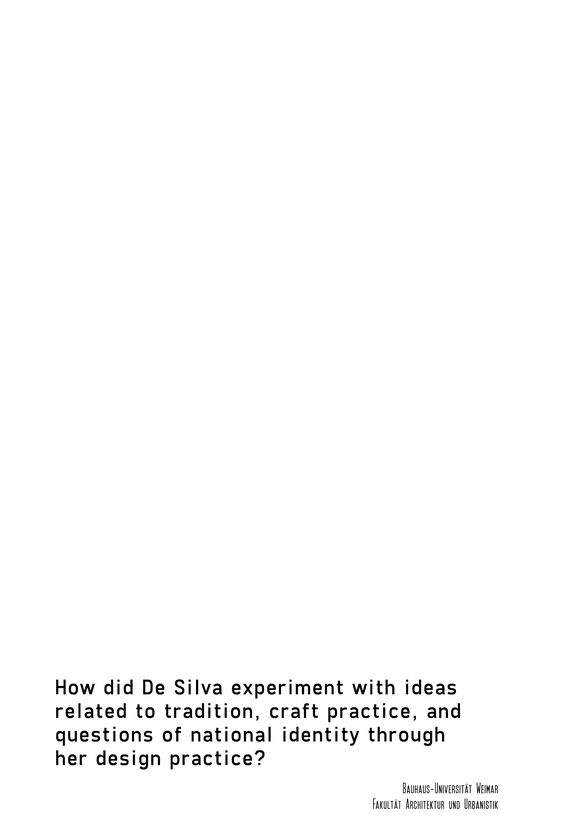 How did De Silva experiment with ideas
related to tradition, craft practice, and
questions of national identity through
her design practice?
Bauhaus-Universität Weimar
Fakultät Architektur und Urbanistik